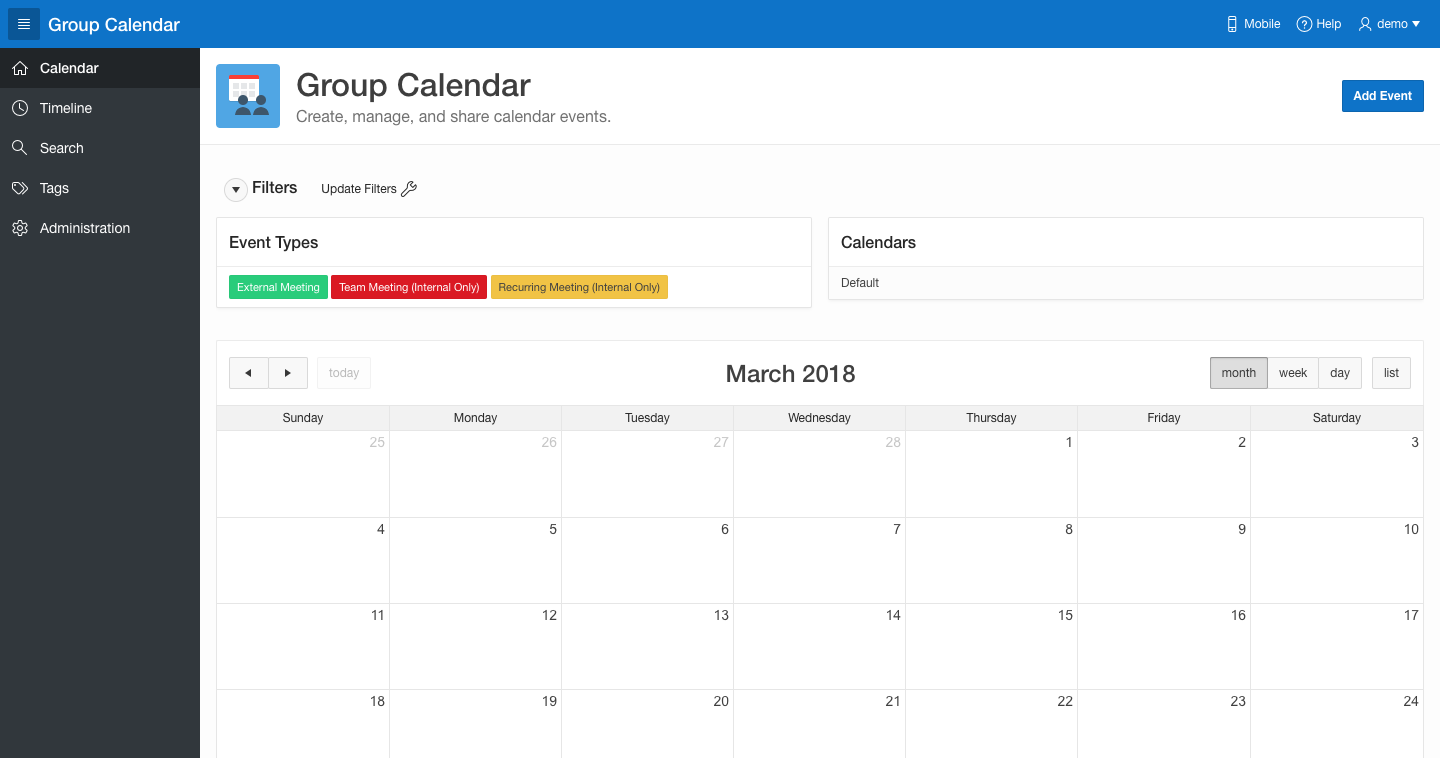 Group Calendar
Mobile
Help
demo
Calendar
Timeline
Search
Tags
Administration
Group Calendar
Create, manage, and share calendar events.
Add Event
Filters
Update Filters
Event Types
External Meeting Team Meeting (Internal Only) Recurring Meeting (Internal Only)
Calendars
Default
today
March 2018
month week day list
Sunday Monday Tuesday Wednesday Thursday Friday Saturday
25 26 27 28 1 2 3
4 5 6 7 8 9 10
11 12 13 14 15 16 17
18 19 20 21 22 23 24